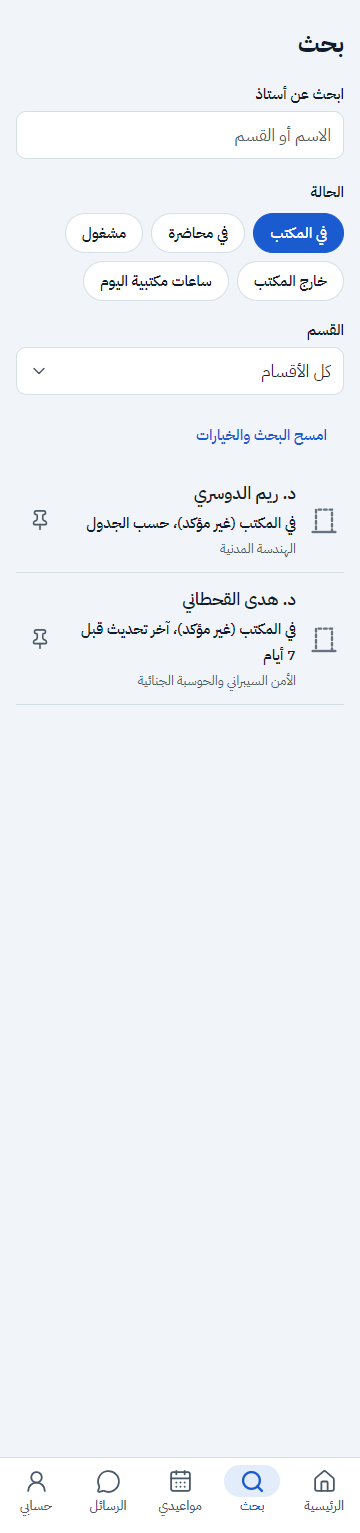 بحث
ابحث عن أستاذ
الاسم أو القسم
الحالة
في المكتب
في محاضرة
مشغول
خارج المكتب
ساعات مكتبية اليوم
القسم
كل الأقسام
امسح البحث والخيارات
د. ريم الدوسري
في المكتب (غير مؤكد)، حسب الجدول
الهندسة المدنية
د. هدى القحطاني
في المكتب (غير مؤكد)، آخر تحديث قبل
7 أيام
الأمن السيبراني والحوسبة الجنائية
الرئيسية
بحث
مواعيدي
الرسائل
حسابي